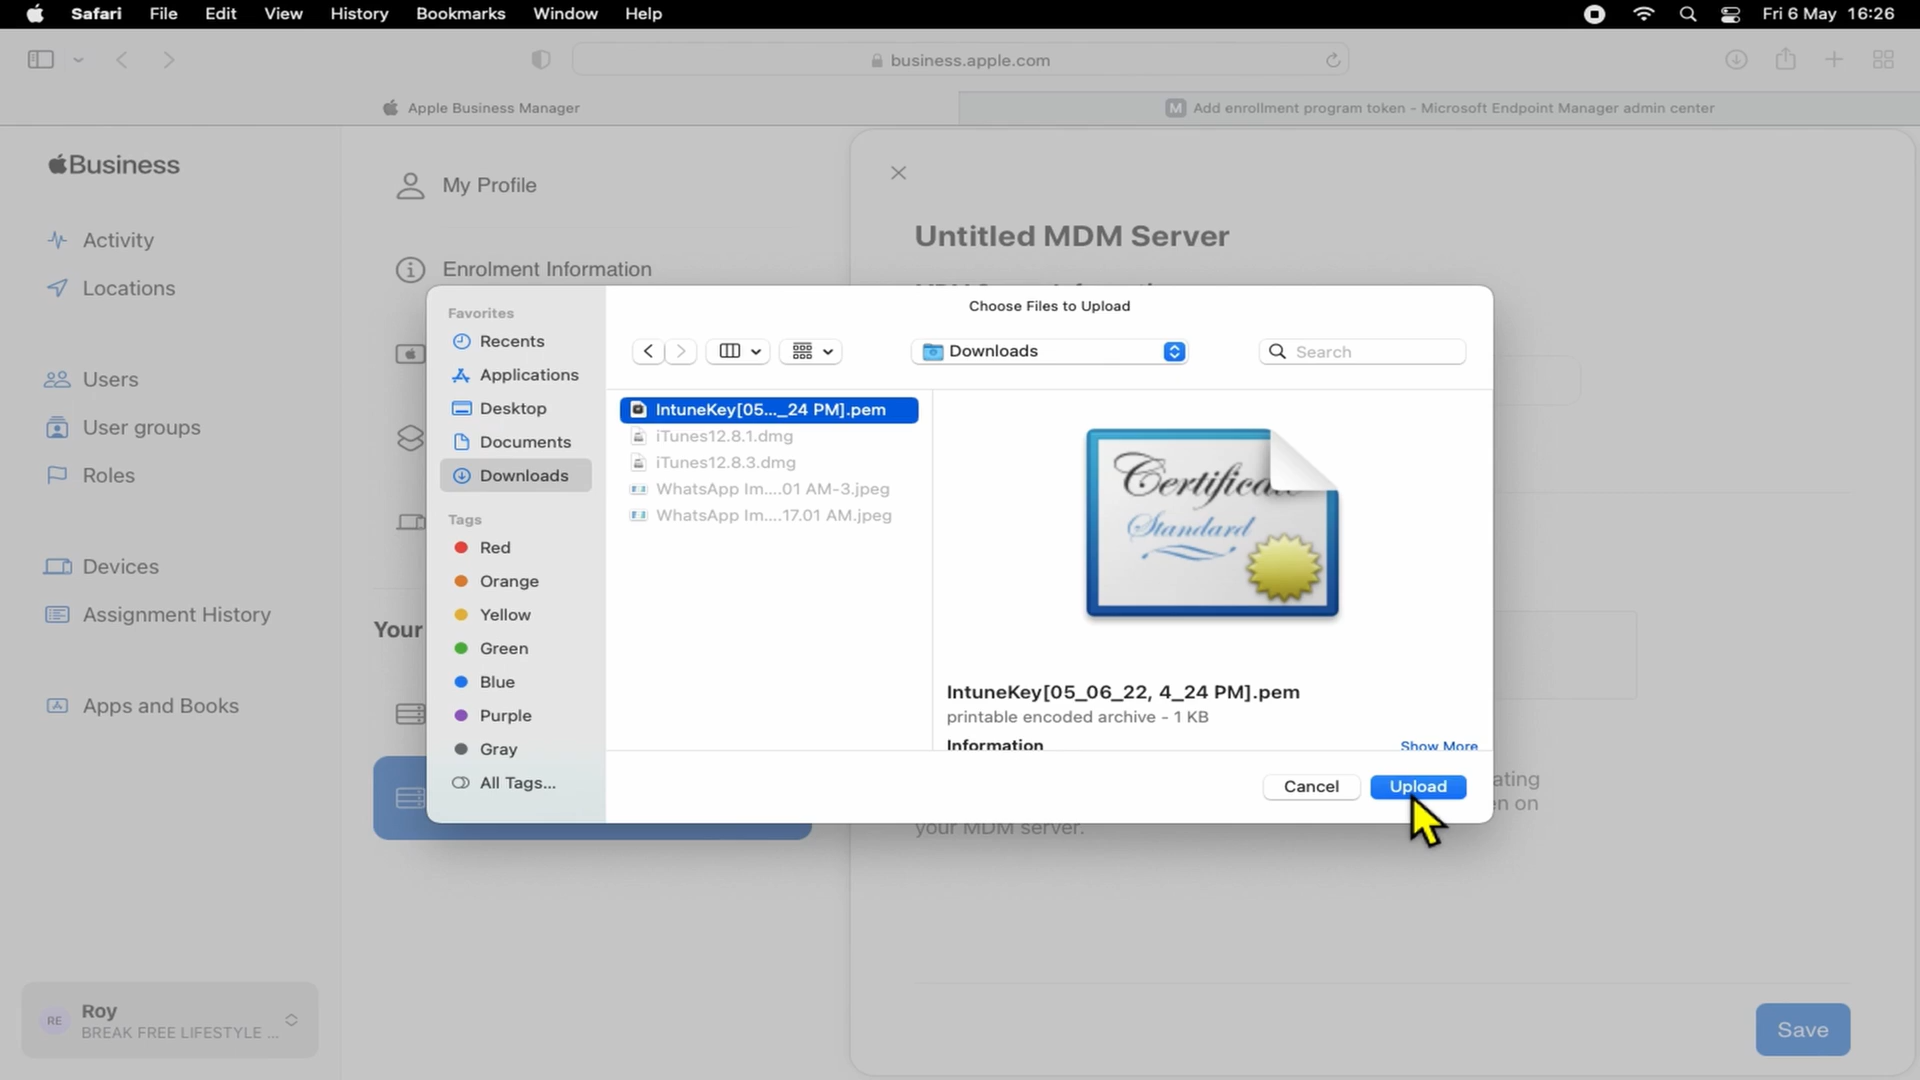 Safari File Edit View History Bookmarks Window Help Fri 6 May 16:26
business.apple.com
Apple Business Manager
M Add enrollment program token - Microsoft Endpoint Manager admin center
Business
Activity
Locations
Users
User groups
Roles
Devices
Assignment History
Apps and Books
RE Roy
BREAK FREE LIFESTYLE ...
My Profile
Enrolment Information
Your
Untitled MDM Server
Choose Files to Upload
Favorites
Recents
Applications
Desktop
Documents
Downloads
Tags
Red
Orange
Yellow
Green
Blue
Purple
Gray
All Tags...
Downloads
Search
IntuneKey[05..._24 PM].pem
iTunes12.8.1.dmg
iTunes12.8.3.dmg
WhatsApp Im....01 AM-3.jpeg
WhatsApp Im....17.01 AM.jpeg
Certificate
Standard
IntuneKey[05_06_22, 4_24 PM].pem
printable encoded archive - 1 KB
Information Show More
Cancel Upload
ating
n on
your MDM server.
Save